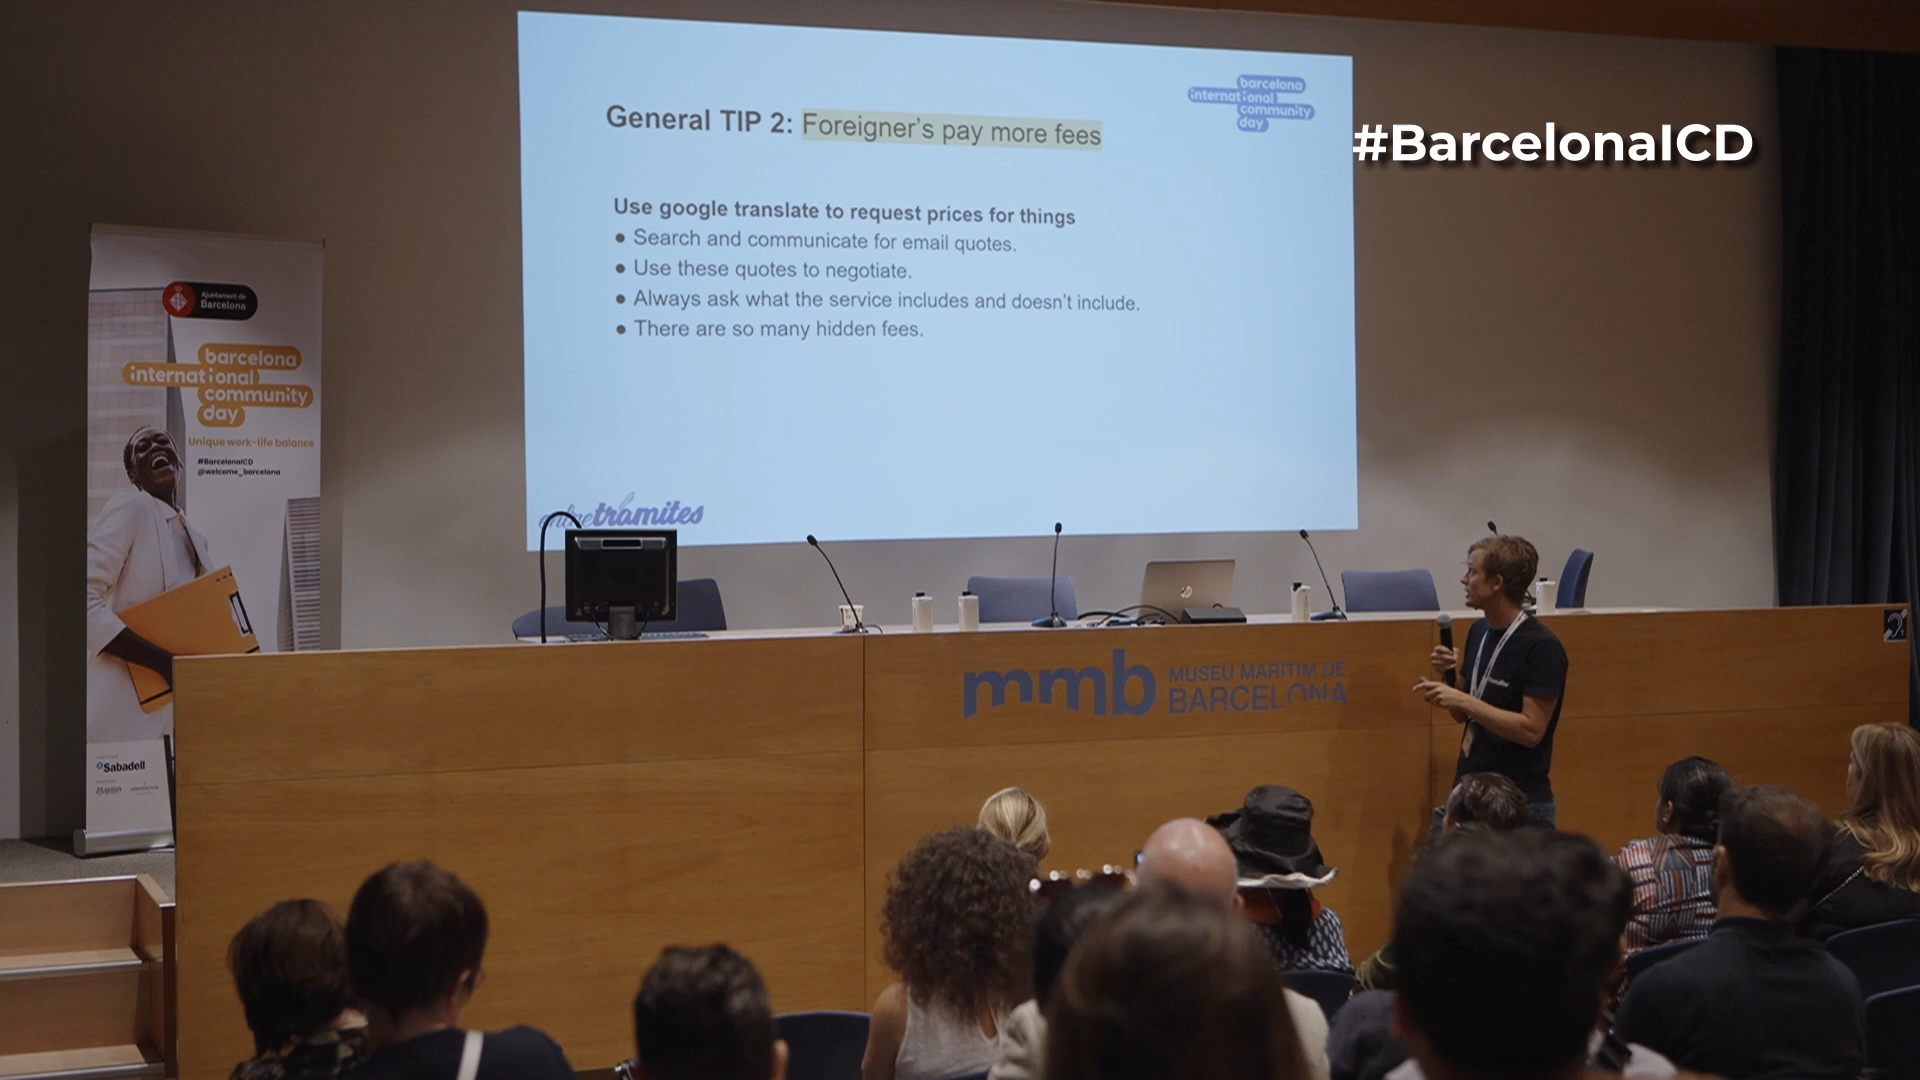 barcelona
international
community
day
General TIP 2: Foreigner's pay more fees
#BarcelonaICD
Use google translate to request prices for things
● Search and communicate for email quotes.
● Use these quotes to negotiate.
● Always ask what the service includes and doesn't include.
● There are so many hidden fees.
entretrámites
Ajuntament de
Barcelona
barcelona
international
community
day
Unique work-life balance
#BarcelonaICD
@welcome_barcelona
Sabadell
mmb MUSEU MARÍTIM DE
BARCELONA